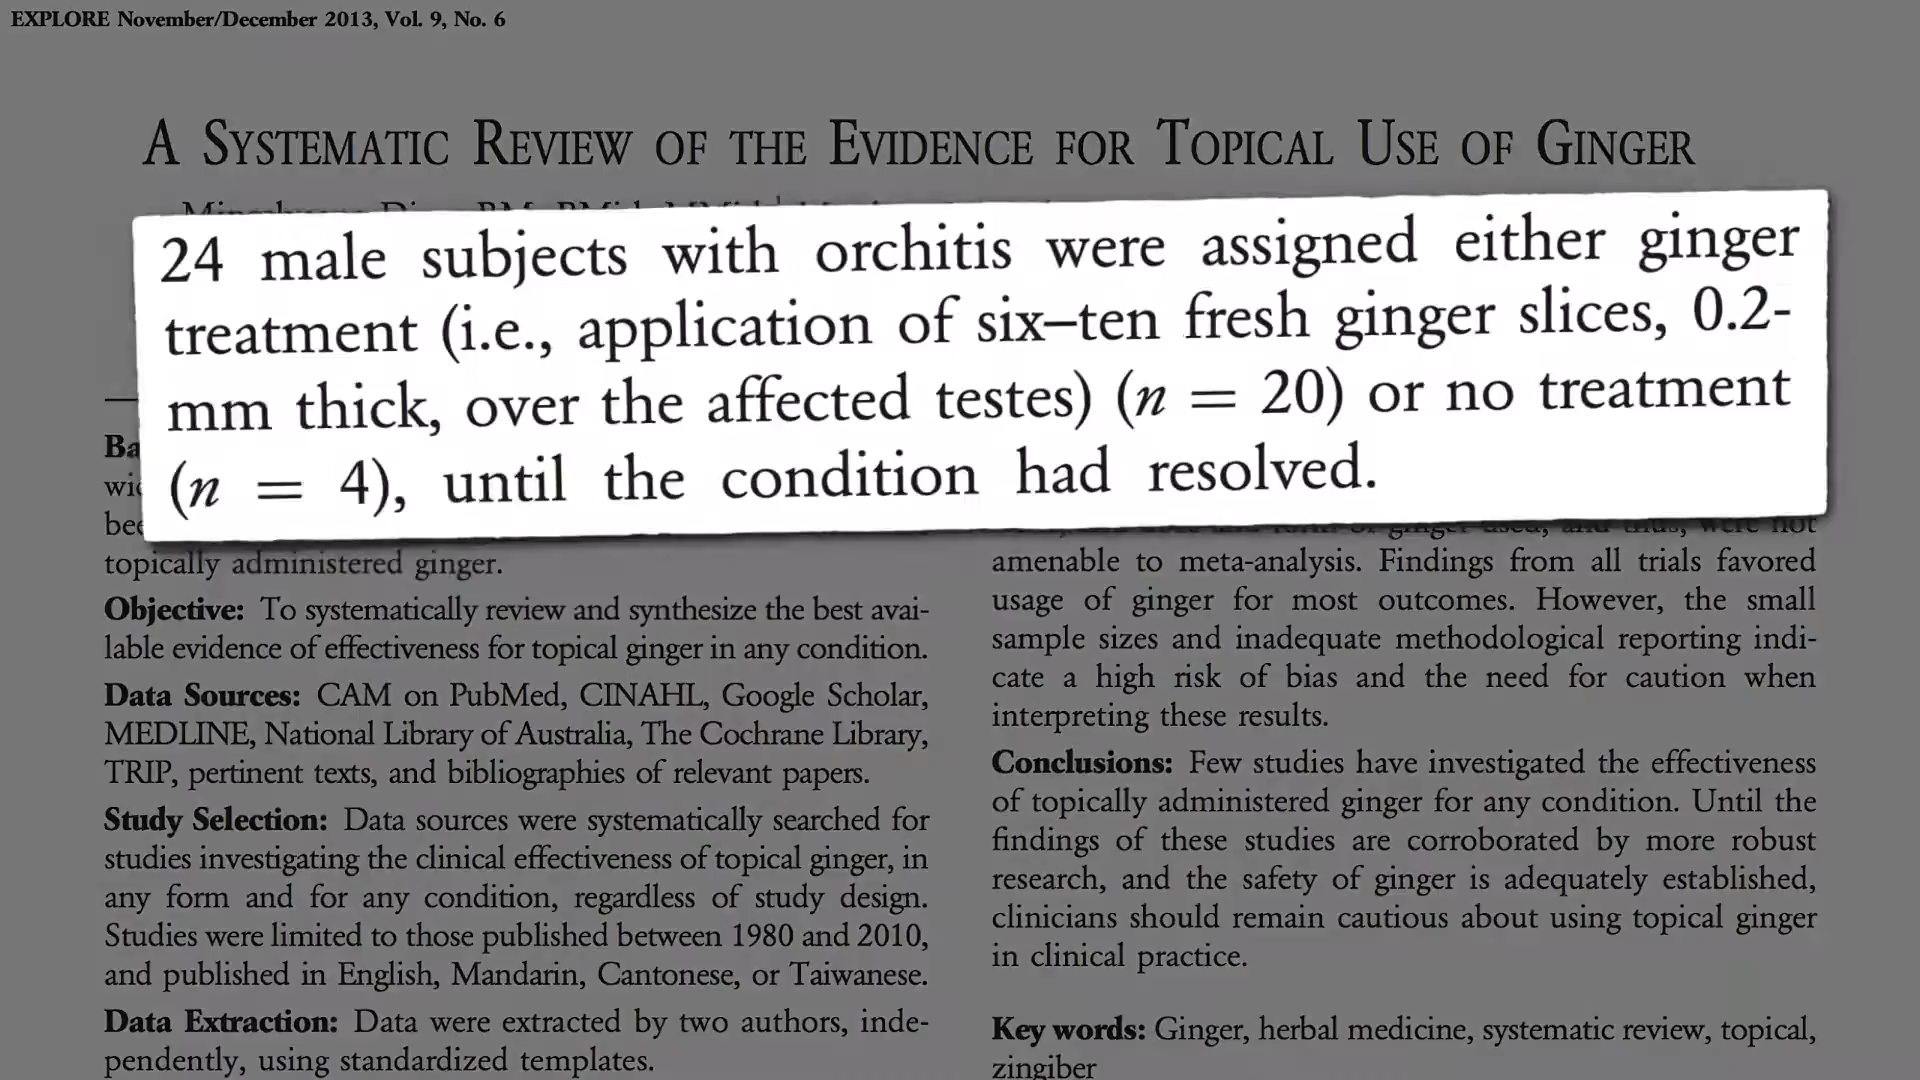 EXPLORE November/December 2013, Vol. 9, No. 6
A SYSTEMATIC REVIEW OF THE EVIDENCE FOR TOPICAL USE OF GINGER
24 male subjects with orchitis were assigned either ginger
treatment (i.e., application of six–ten fresh ginger slices, 0.2-
mm thick, over the affected testes) (n = 20) or no treatment
(n = 4), until the condition had resolved.
topically administered ginger.
Objective: To systematically review and synthesize the best avai-
lable evidence of effectiveness for topical ginger in any condition.
Data Sources: CAM on PubMed, CINAHL, Google Scholar,
MEDLINE, National Library of Australia, The Cochrane Library,
TRIP, pertinent texts, and bibliographies of relevant papers.
Study Selection: Data sources were systematically searched for
studies investigating the clinical effectiveness of topical ginger, in
any form and for any condition, regardless of study design.
Studies were limited to those published between 1980 and 2010,
and published in English, Mandarin, Cantonese, or Taiwanese.
Data Extraction: Data were extracted by two authors, inde-
pendently, using standardized templates.
amenable to meta-analysis. Findings from all trials favored
usage of ginger for most outcomes. However, the small
sample sizes and inadequate methodological reporting indi-
cate a high risk of bias and the need for caution when
interpreting these results.
Conclusions: Few studies have investigated the effectiveness
of topically administered ginger for any condition. Until the
findings of these studies are corroborated by more robust
research, and the safety of ginger is adequately established,
clinicians should remain cautious about using topical ginger
in clinical practice.
Key words: Ginger, herbal medicine, systematic review, topical,
zingiber